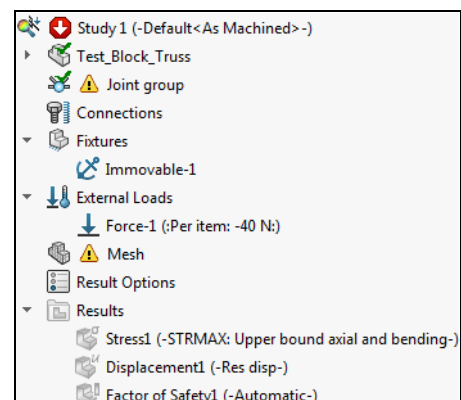 Study 1 (-Default<As Machined>-)
Test_Block_Truss
Joint group
Connections
Fixtures
Immovable-1
External Loads
Force-1 (:Per item: -40 N:)
Mesh
Result Options
Results
Stress1 (-STRMAX: Upper bound axial and bending-)
Displacement1 (-Res disp-)
Factor of Safety1 (-Automatic-)